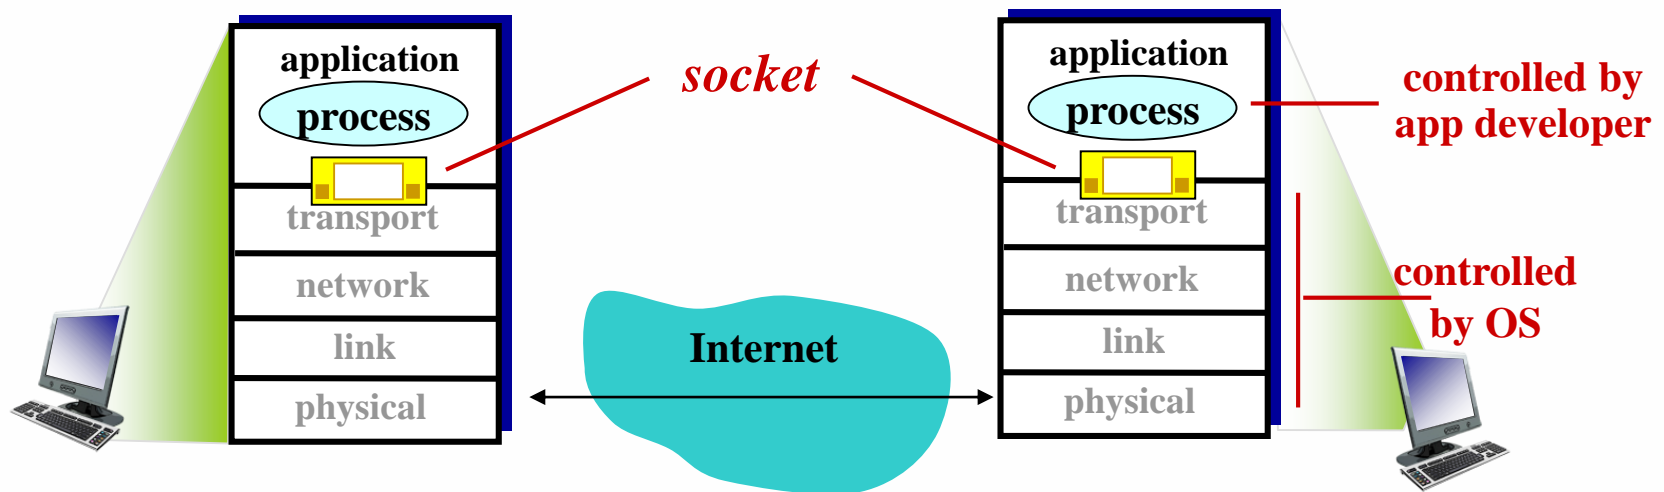 application
process
transport
network
link
physical
socket
Internet
application
process
transport
network
link
physical
controlled by
app developer
controlled
by OS